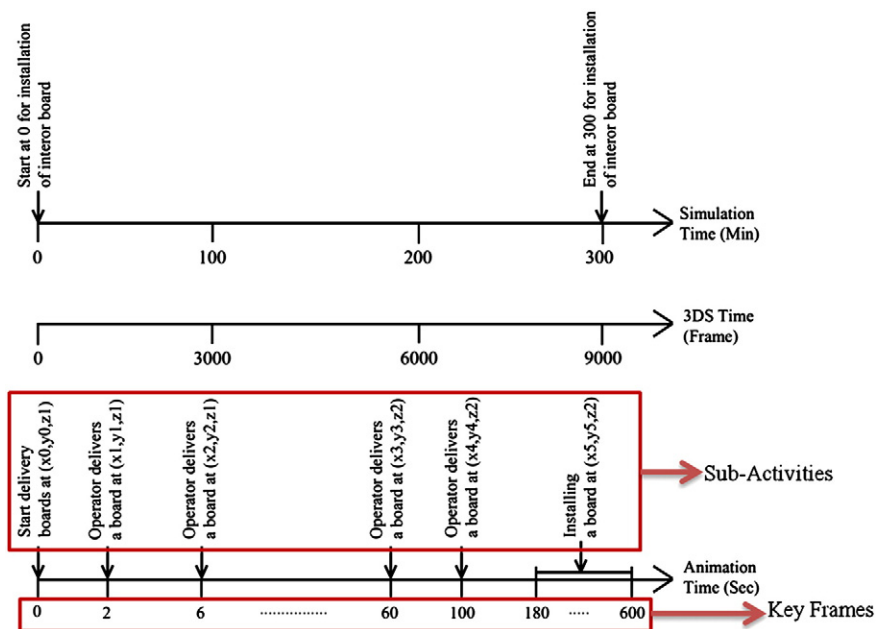 Start at 0 for installation
of interor board
End at 300 for installation
of interor board
Simulation
Time (Min)
0 100 200 300
3DS Time
(Frame)
0 3000 6000 9000
Start delivery
boards at (x0,y0,z0)
Operator delivers
a board at (x1,y1,z1)
Operator delivers
a board at (x2,y2,z1)
Operator delivers
a board at (x3,y3,z2)
Operator delivers
a board at (x4,y4,z2)
Installing
a board at (x5,y5,z2)
Sub-Activities
Animation
Time (Sec)
0 2 6 ................ 60 100 180 ..... 600
Key Frames